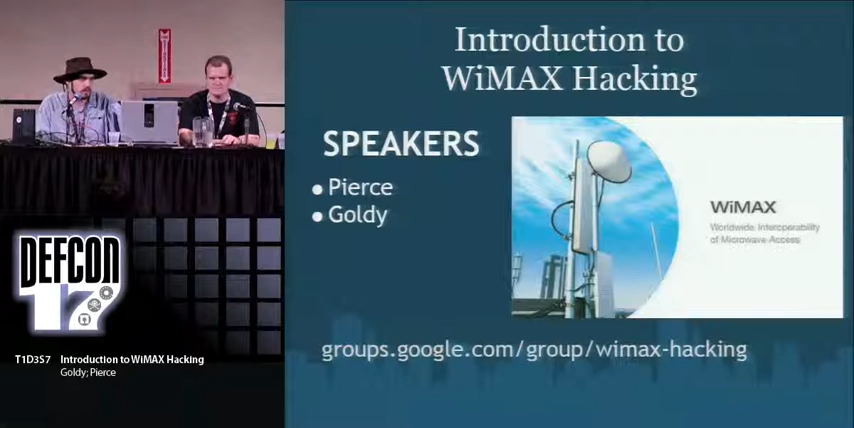 Introduction to
WiMAX Hacking
SPEAKERS
Pierce
Goldy
WiMAX
Worldwide Interoperability
of Microwave Access
groups.google.com/group/wimax-hacking
DEFCON
17
T1D3S7 Introduction to WiMAX Hacking
Goldy; Pierce